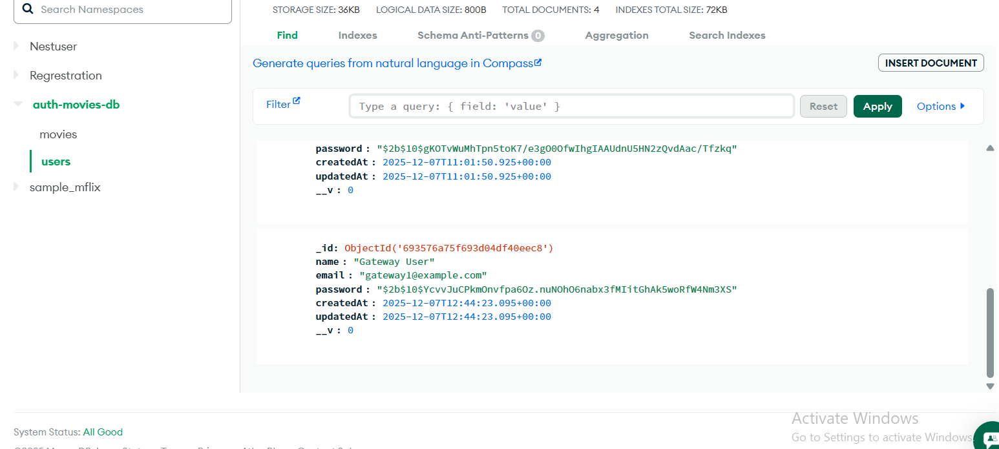 Search Namespaces
STORAGE SIZE: 36KB LOGICAL DATA SIZE: 800B TOTAL DOCUMENTS: 4 INDEXES TOTAL SIZE: 72KB
Find Indexes Schema Anti-Patterns 0 Aggregation Search Indexes
Nestuser
Regrestration
auth-movies-db
movies
users
sample_mflix
Generate queries from natural language in Compass
INSERT DOCUMENT
Filter
Type a query: { field: 'value' }
Reset
Apply
Options
password : "$2b$10$gKOTvWuMhTpn5toK7/e3gO0OfwIhgIAAUdnU5HN2zQvdAac/Tfzkq"
createdAt : 2025-12-07T11:01:50.925+00:00
updatedAt : 2025-12-07T11:01:50.925+00:00
__v : 0
_id: ObjectId('693576a75f693d04df40eec8')
name : "Gateway User"
email : "gateway1@example.com"
password : "$2b$10$YcvvJuCPkmOnvfpa6Oz.nuNOhO6nabx3fMIitGhAk5woRfW4Nm3XS"
createdAt : 2025-12-07T12:44:23.095+00:00
updatedAt : 2025-12-07T12:44:23.095+00:00
__v : 0
System Status: All Good
Activate Windows
Go to Settings to activate Windows.